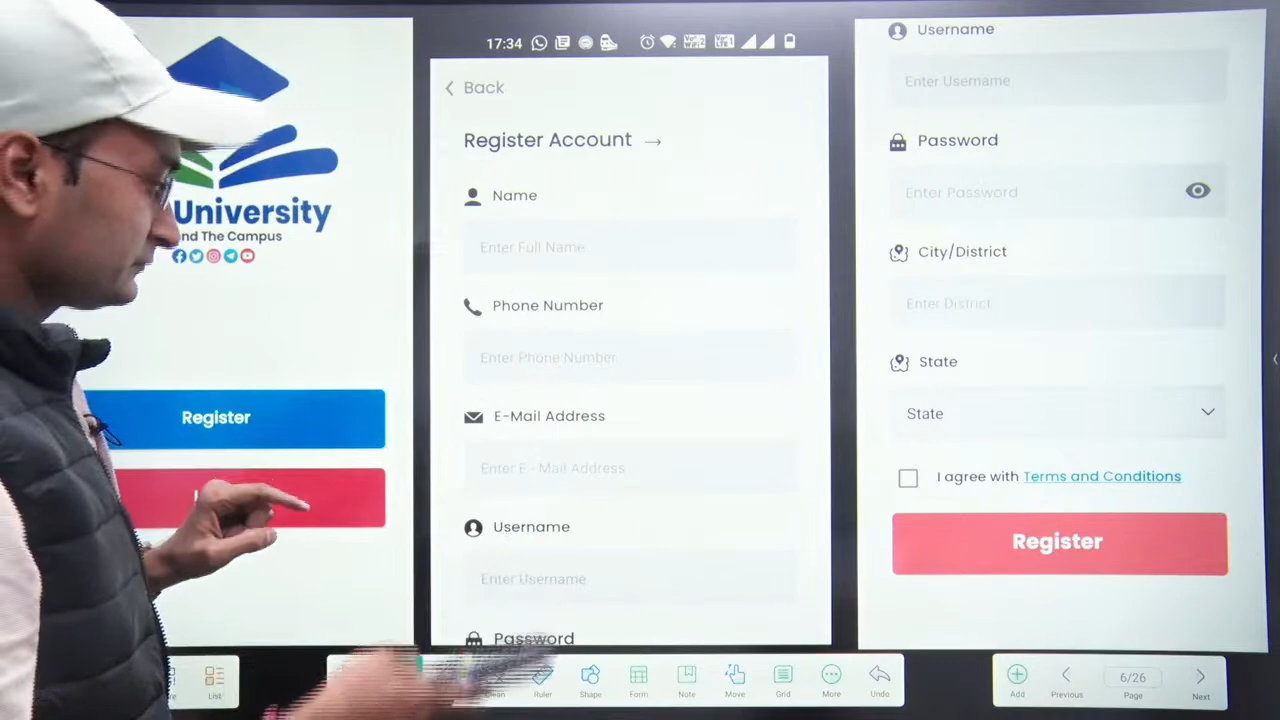 University
nd The Campus
Register
17:34
Back
Register Account →
Name
Enter Full Name
Phone Number
Enter Phone Number
E-Mail Address
Enter E - Mail Address
Username
Enter Username
Password
Username
Enter Username
Password
Enter Password
City/District
Enter District
State
State
I agree with Terms and Conditions
Register
List
Ruler
Shape
Form
Note
Move
Grid
More
Undo
Add
Previous
6/26
Page
Next